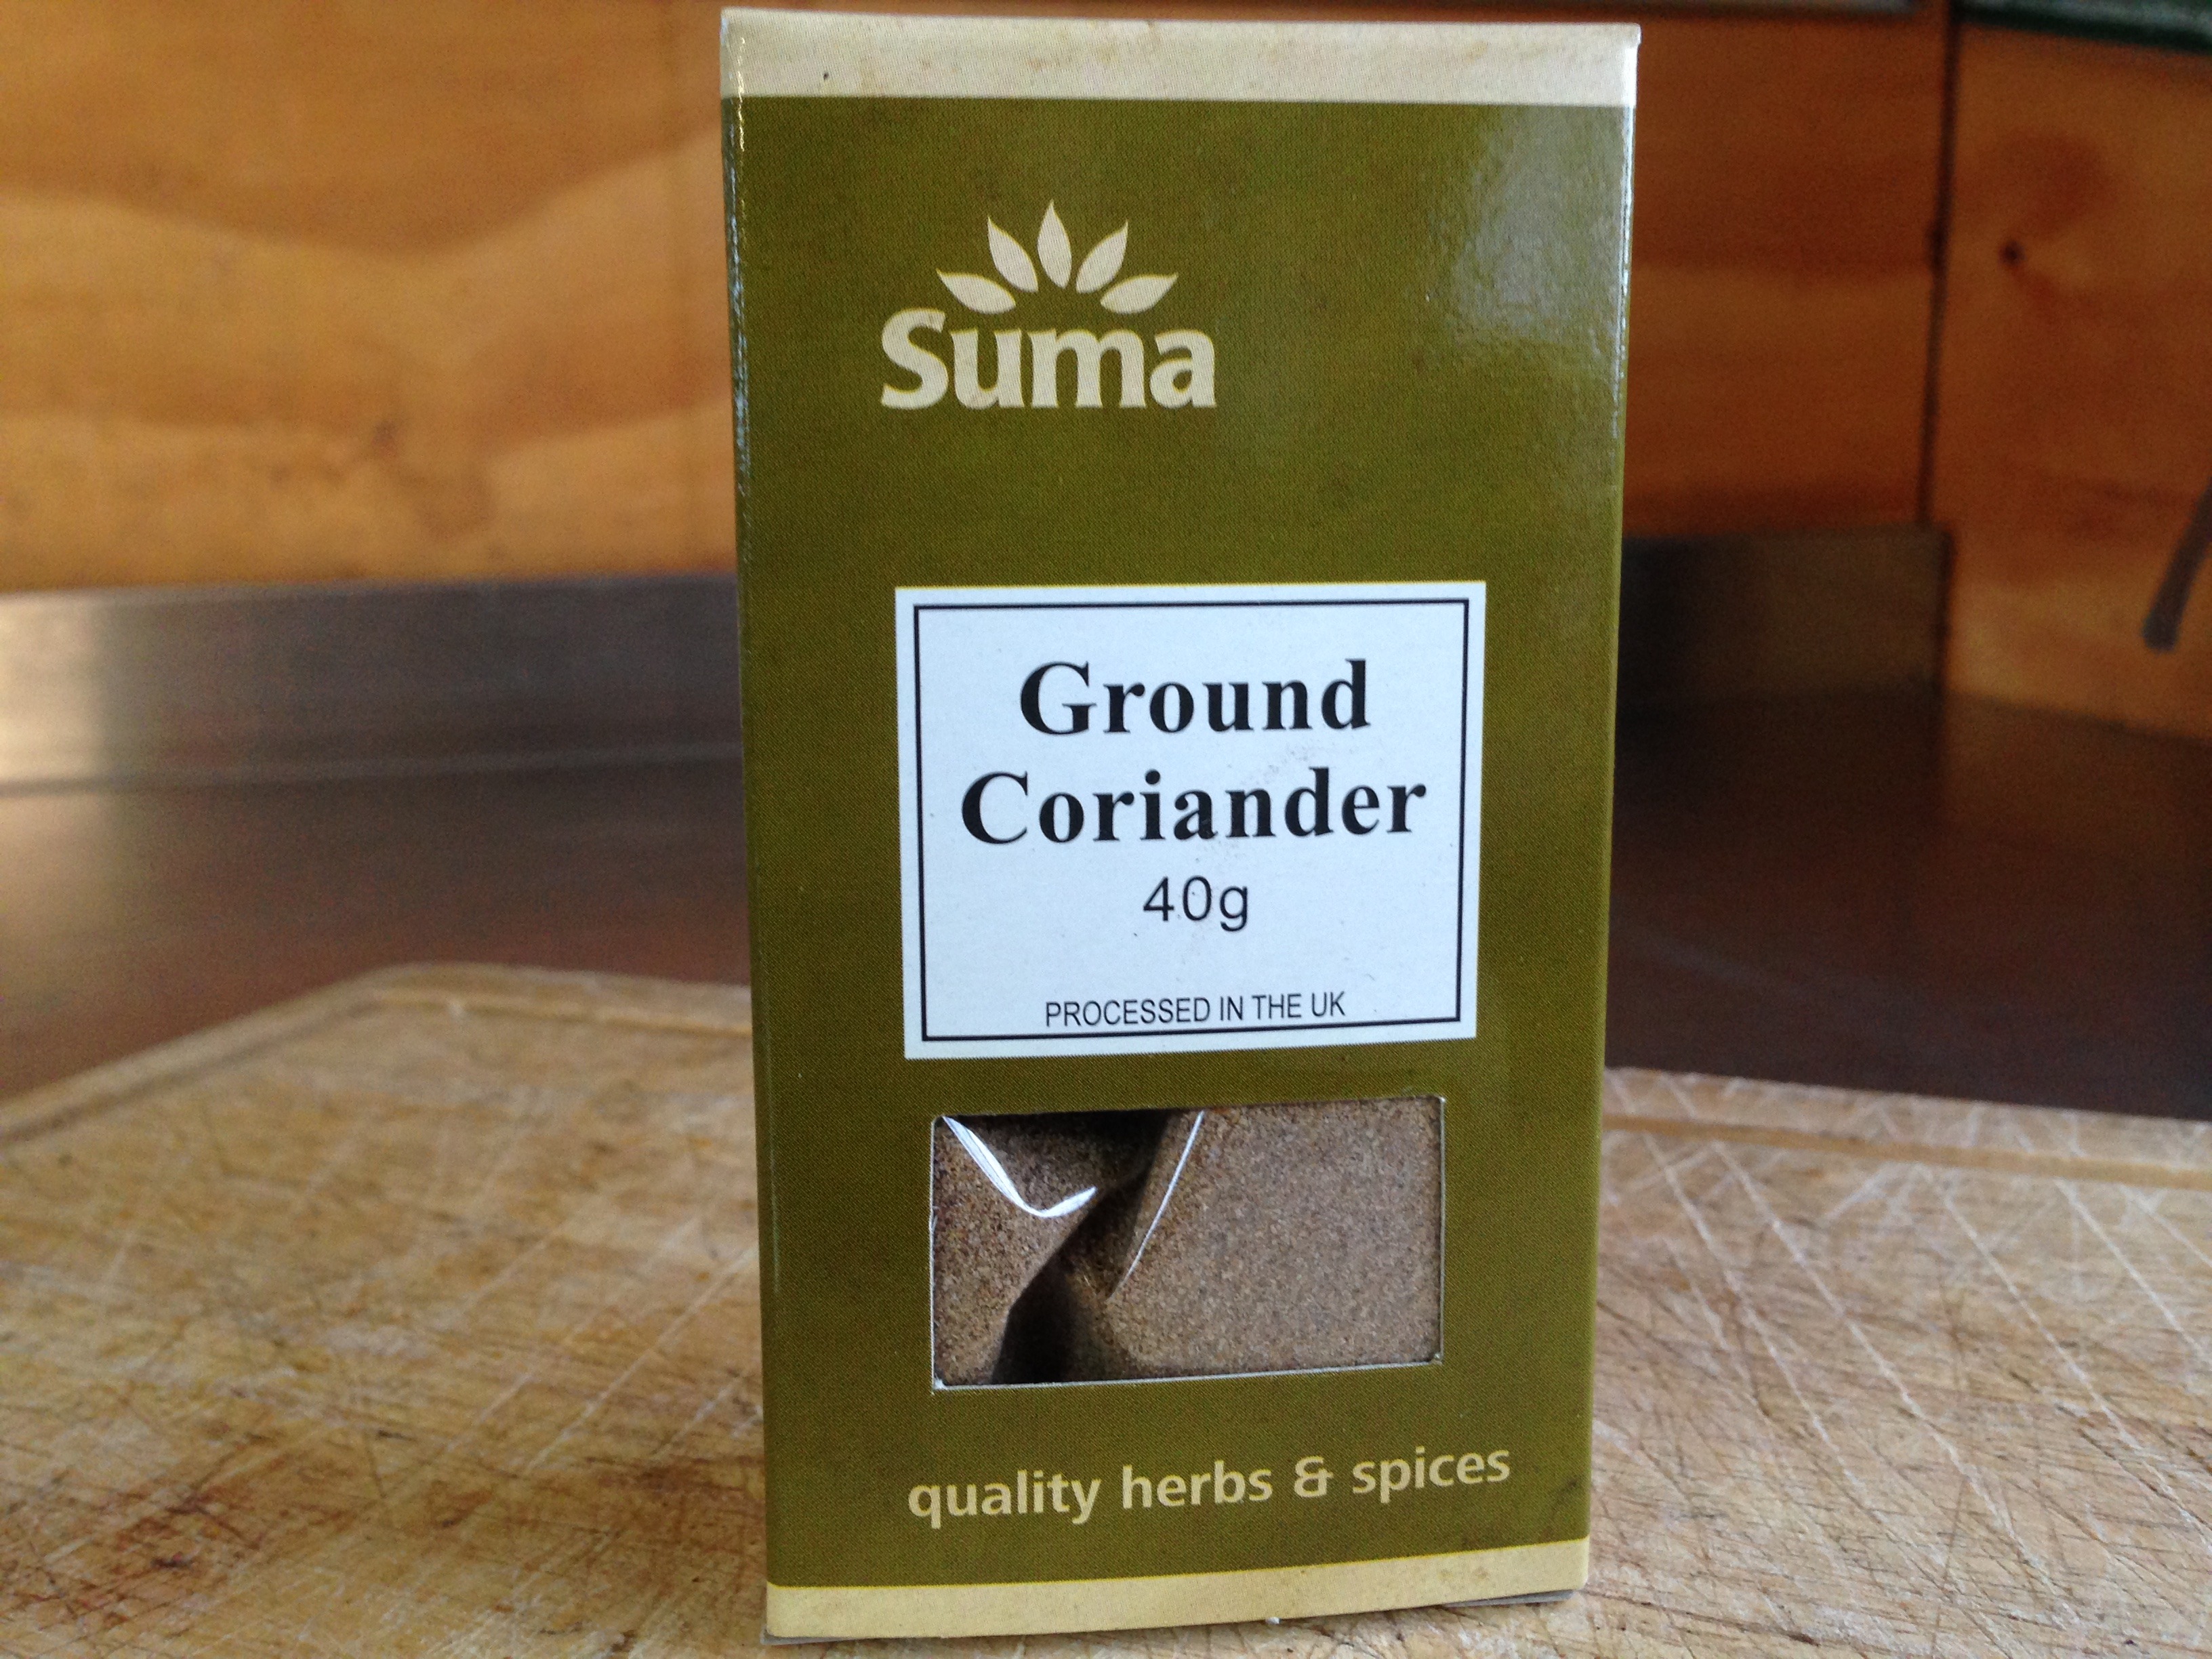 Suma
Ground
Coriander
40g
PROCESSED IN THE UK
quality herbs & spices